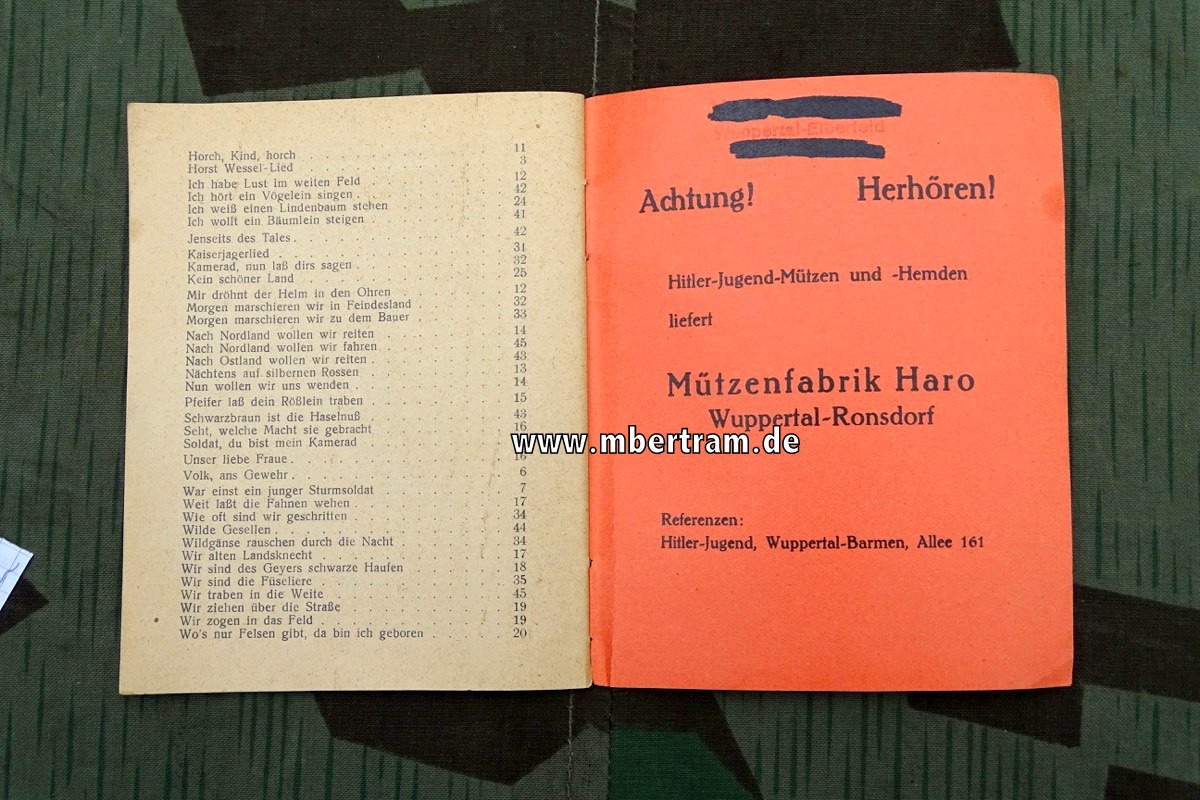 Horch, Kind, horch 11
Horst Wessel-Lied 3
Ich habe Lust im weiten Feld 12
Ich hört ein Vögelein singen 42
Ich weiß einen Lindenbaum stehen 24
Ich wollt ein Bäumlein steigen 41
Jenseits des Tales 42
Kaiserjagerlied 31
Kamerad, nun laß dirs sagen 32
Kein schöner Land 25
Mir dröhnt der Helm in den Ohren 12
Morgen marschieren wir in Feindesland 32
Morgen marschieren wir zu dem Bauer 33
Nach Nordland wollen wir reiten 14
Nach Nordland wollen wir fahren 45
Nach Ostland wollen wir reiten 43
Nächtens auf silbernen Rossen 13
Nun wollen wir uns wenden 14
Pfeifer laß dein Rößlein traben 15
Schwarzbraun ist die Haselnuß 43
Seht, welche Macht sie gebracht 16
Soldat, du bist mein Kamerad
Unser liebe Fraue 16
Volk, ans Gewehr 6
War einst ein junger Sturmsoldat 7
Weit laßt die Fahnen wehen 17
Wie oft sind wir geschritten 34
Wilde Gesellen 44
Wildgänse rauschen durch die Nacht 34
Wir alten Landsknecht 17
Wir sind des Geyers schwarze Haufen 18
Wir sind die Füseliere 35
Wir traben in die Weite 45
Wir ziehen über die Straße 19
Wir zogen in das Feld 19
Wo's nur Felsen gibt, da bin ich geboren 20
Wuppertal-Elberfeld
Achtung! Herhören!
Hitler-Jugend-Mützen und -Hemden
liefert
Mützenfabrik Haro
Wuppertal-Ronsdorf
Referenzen:
Hitler-Jugend, Wuppertal-Barmen, Allee 161
www.mbertram.de